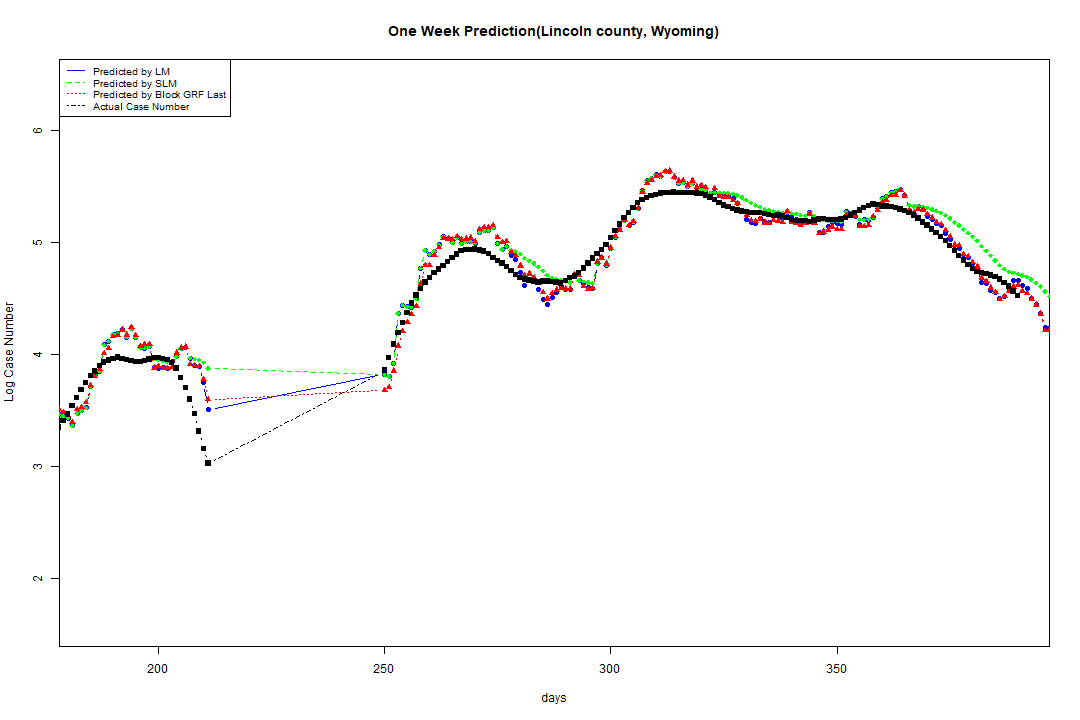 One Week Prediction(Lincoln county, Wyoming)
Predicted by LM
Predicted by SLM
Predicted by Block GRF Last
Actual Case Number
6
5
4
3
2
Log Case Number
200
250
300
350
days